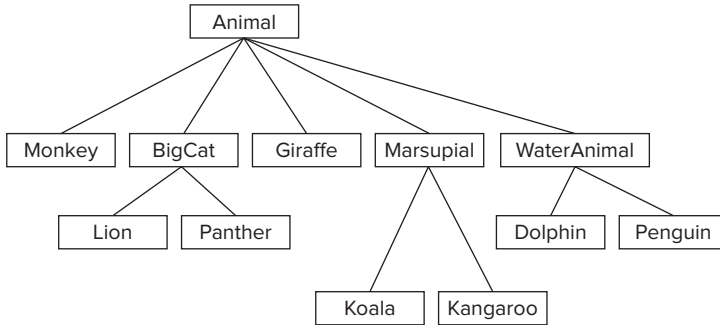 Animal
Monkey
BigCat
Giraffe
Marsupial
WaterAnimal
Lion
Panther
Dolphin
Penguin
Koala
Kangaroo